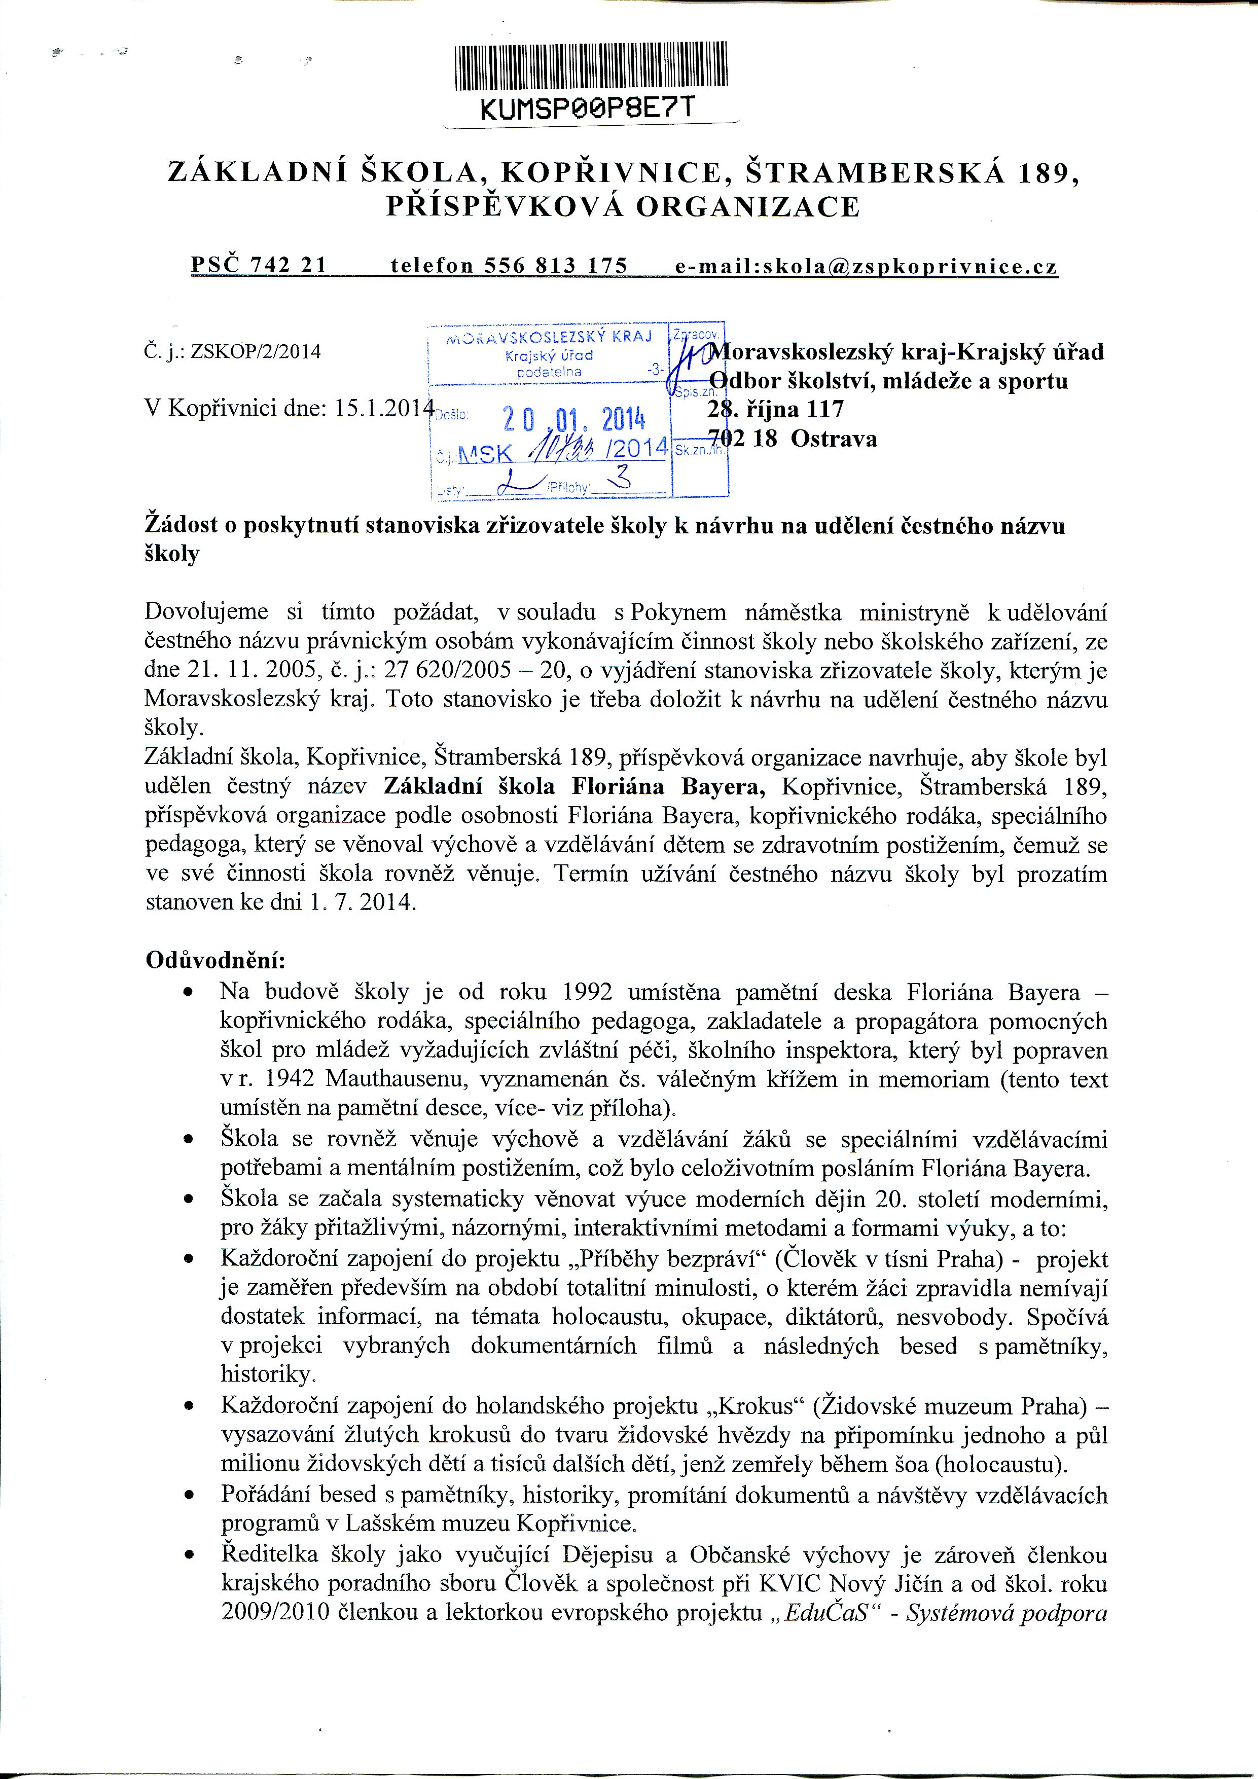 KUMSP00P8E7T
ZÁKLADNÍ ŠKOLA, KOPŘIVNICE, ŠTRAMBERSKÁ 189,
PŘÍSPĚVKOVÁ ORGANIZACE
PSČ 742 21 telefon 556 813 175 e-mail:skola@zspkoprivnice.cz
Č. j.: ZSKOP/2/2014
V Kopřivnici dne: 15.1.2014
MORAVSKOSLEZSKÝ KRAJ
Krajský úřad
podatelna -3-
Došlo: 20.01.2014
č.j. MSK /2014
Listy: 2 Přílohy: 3
Zpracov.
Spis.zn.
Sk.zn./lh.
Moravskoslezský kraj-Krajský úřad
Odbor školství, mládeže a sportu
28. října 117
702 18 Ostrava
Žádost o poskytnutí stanoviska zřizovatele školy k návrhu na udělení čestného názvu
školy
Dovolujeme si tímto požádat, v souladu s Pokynem náměstka ministryně k udělování
čestného názvu právnickým osobám vykonávajícím činnost školy nebo školského zařízení, ze
dne 21. 11. 2005, č. j.: 27 620/2005 – 20, o vyjádření stanoviska zřizovatele školy, kterým je
Moravskoslezský kraj. Toto stanovisko je třeba doložit k návrhu na udělení čestného názvu
školy.
Základní škola, Kopřivnice, Štramberská 189, příspěvková organizace navrhuje, aby škole byl
udělen čestný název Základní škola Floriána Bayera, Kopřivnice, Štramberská 189,
příspěvková organizace podle osobnosti Floriána Bayera, kopřivnického rodáka, speciálního
pedagoga, který se věnoval výchově a vzdělávání dětem se zdravotním postižením, čemuž se
ve své činnosti škola rovněž věnuje. Termín užívání čestného názvu školy byl prozatím
stanoven ke dni 1. 7. 2014.
Odůvodnění:
• Na budově školy je od roku 1992 umístěna pamětní deska Floriána Bayera –
kopřivnického rodáka, speciálního pedagoga, zakladatele a propagátora pomocných
škol pro mládež vyžadujících zvláštní péči, školního inspektora, který byl popraven
v r. 1942 Mauthausenu, vyznamenán čs. válečným křížem in memoriam (tento text
umístěn na pamětní desce, více- viz příloha).
• Škola se rovněž věnuje výchově a vzdělávání žáků se speciálními vzdělávacími
potřebami a mentálním postižením, což bylo celoživotním posláním Floriána Bayera.
• Škola se začala systematicky věnovat výuce moderních dějin 20. století moderními,
pro žáky přitažlivými, názornými, interaktivními metodami a formami výuky, a to:
• Každoroční zapojení do projektu „Příběhy bezpráví“ (Člověk v tísni Praha) - projekt
je zaměřen především na období totalitní minulosti, o kterém žáci zpravidla nemívají
dostatek informací, na témata holocaustu, okupace, diktátorů, nesvobody. Spočívá
v projekci vybraných dokumentárních filmů a následných besed s pamětníky,
historiky.
• Každoroční zapojení do holandského projektu „Krokus“ (Židovské muzeum Praha) –
vysazování žlutých krokusů do tvaru židovské hvězdy na připomínku jednoho a půl
milionu židovských dětí a tisíců dalších dětí, jenž zemřely během šoa (holocaustu).
• Pořádání besed s pamětníky, historiky, promítání dokumentů a návštěvy vzdělávacích
programů v Lašském muzeu Kopřivnice.
• Ředitelka školy jako vyučující Dějepisu a Občanské výchovy je zároveň členkou
krajského poradního sboru Člověk a společnost při KVIC Nový Jičín a od škol. roku
2009/2010 členkou a lektorkou evropského projektu „EduČaS“ - Systémová podpora